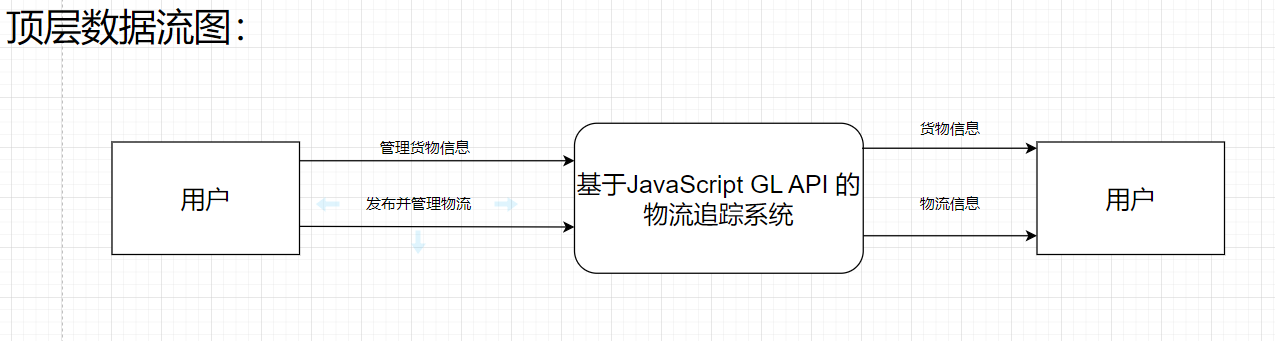 顶层数据流图：
用户
管理货物信息
发布并管理物流
基于JavaScript GL API 的
物流追踪系统
货物信息
物流信息
用户